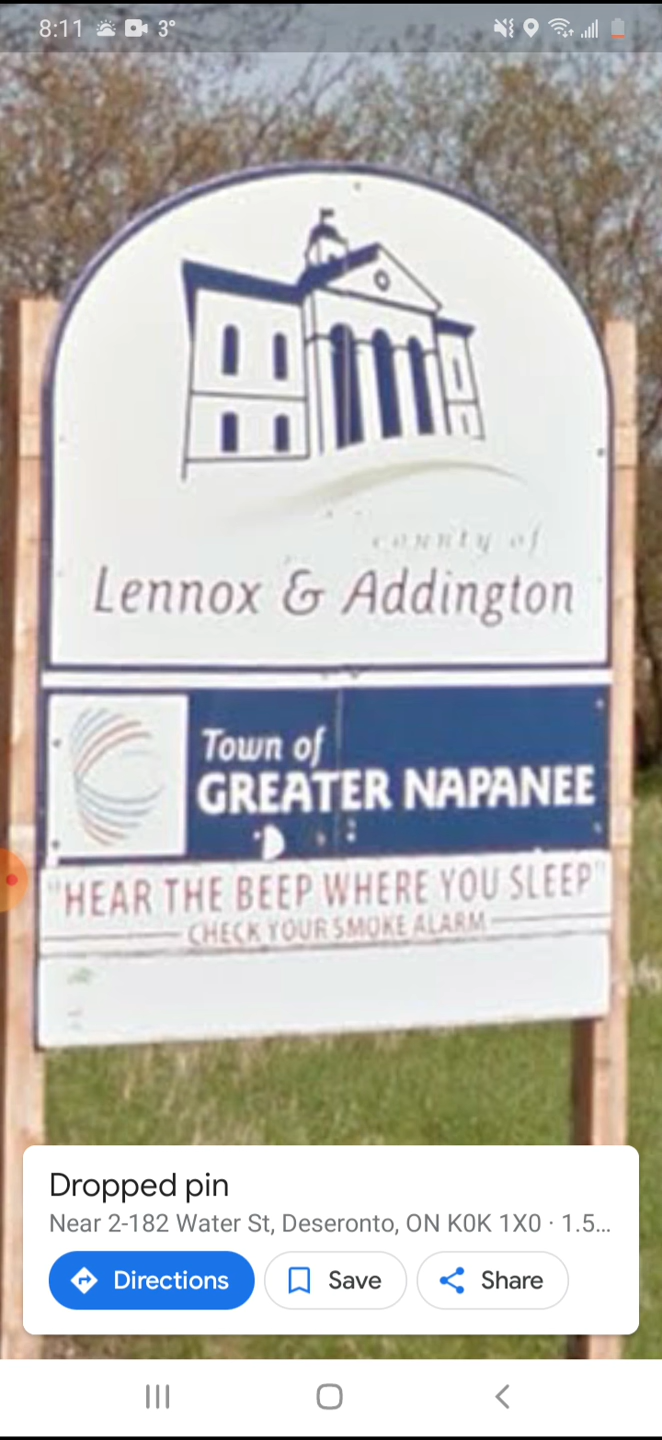 8:11 3°
county of
Lennox & Addington
Town of
GREATER NAPANEE
"HEAR THE BEEP WHERE YOU SLEEP"
CHECK YOUR SMOKE ALARM
Dropped pin
Near 2-182 Water St, Deseronto, ON K0K 1X0 · 1.5...
Directions Save Share